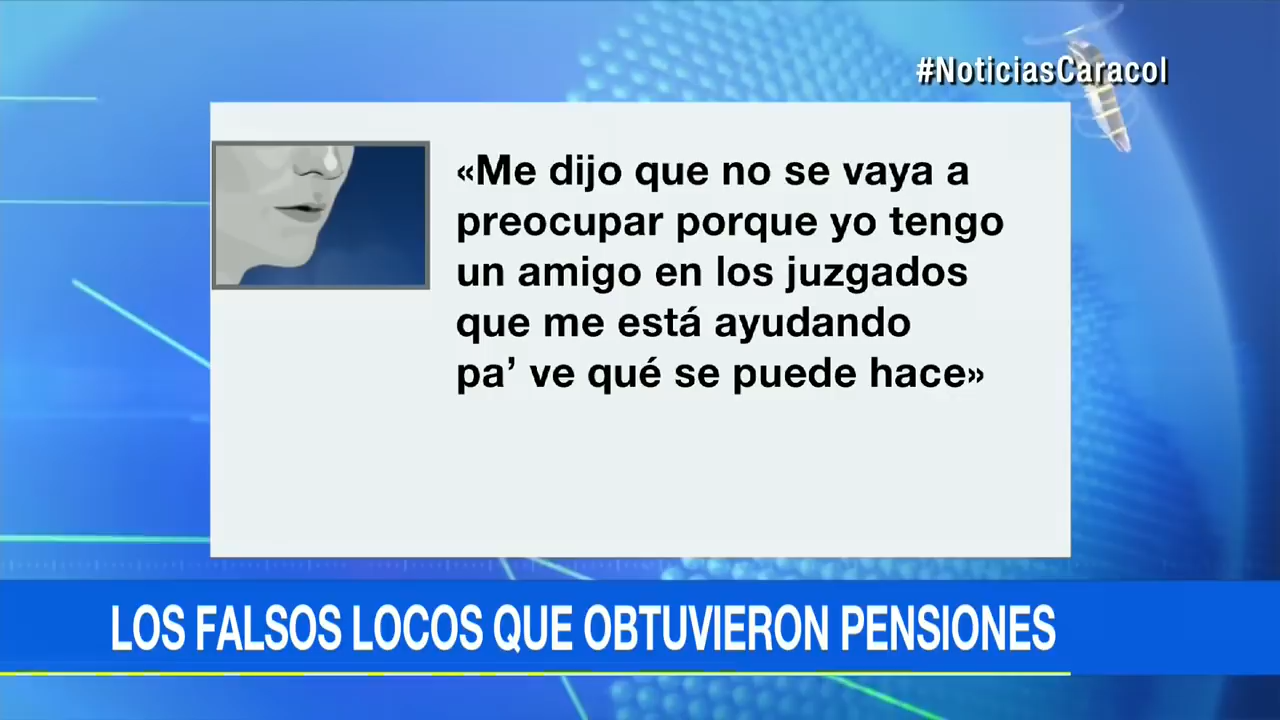 #NoticiasCaracol
«Me dijo que no se vaya a
preocupar porque yo tengo
un amigo en los juzgados
que me está ayudando
pa’ ve qué se puede hace»
LOS FALSOS LOCOS QUE OBTUVIERON PENSIONES